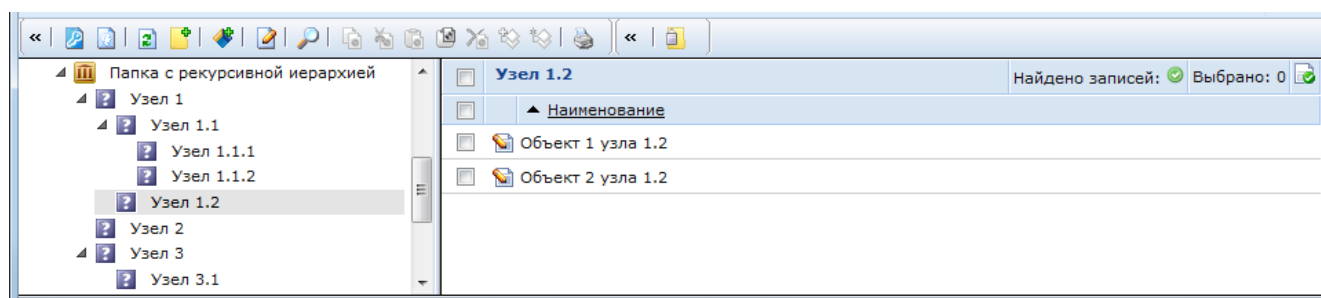 Папка с рекурсивной иерархией
Узел 1
Узел 1.1
Узел 1.1.1
Узел 1.1.2
Узел 1.2
Узел 2
Узел 3
Узел 3.1
Узел 1.2 Найдено записей: Выбрано: 0
Наименование
Объект 1 узла 1.2
Объект 2 узла 1.2